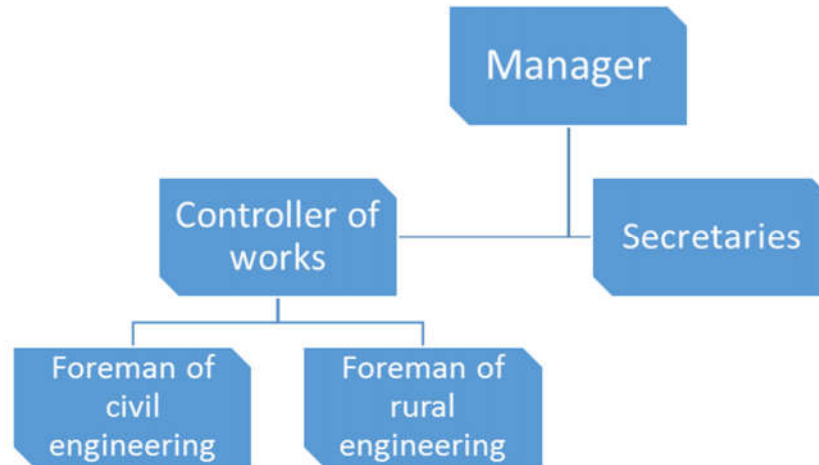 Manager
Controller of
works
Secretaries
Foreman of
civil
engineering
Foreman of
rural
engineering